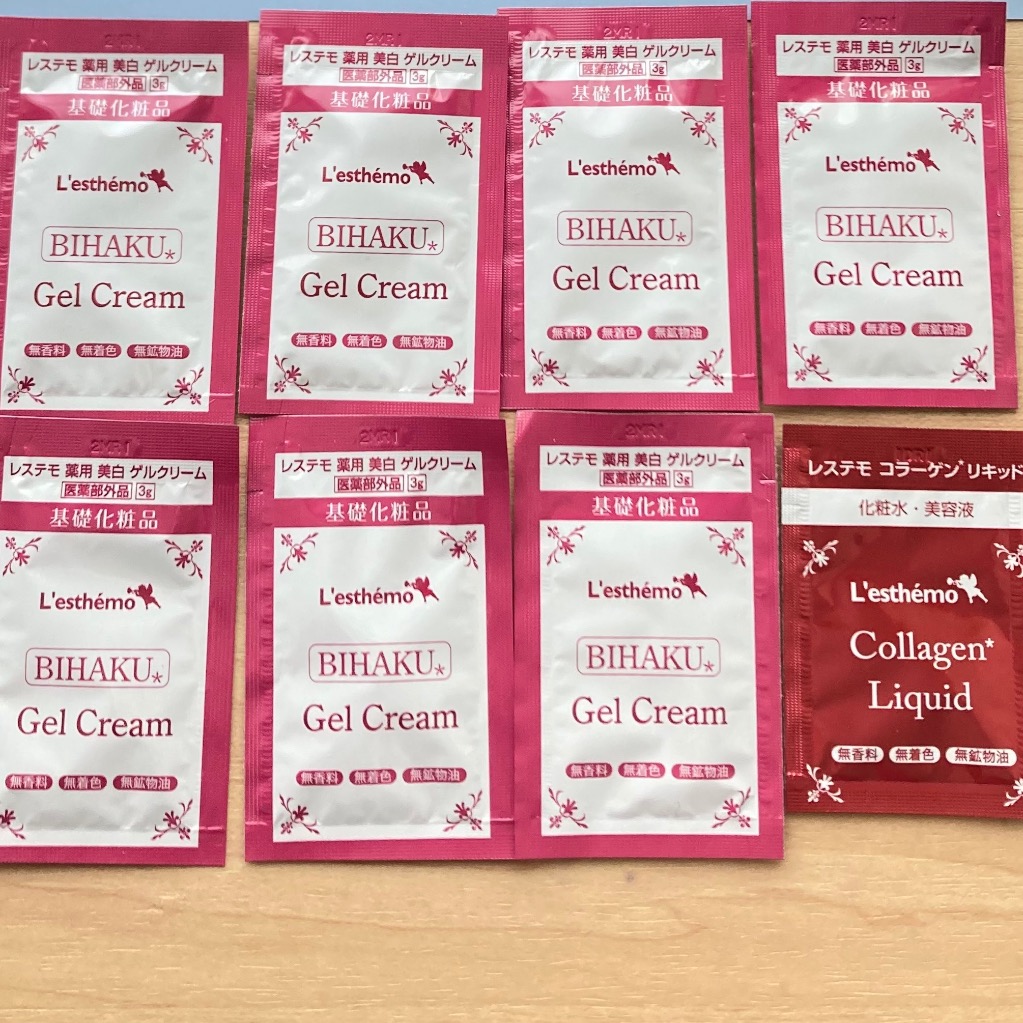 2MR1
レステモ 薬用 美白 ゲルクリーム
医薬部外品 3g
基礎化粧品
L'esthémo
BIHAKU*
Gel Cream
無香料 無着色 無鉱物油
2MR1
レステモ 薬用 美白 ゲルクリーム
医薬部外品 3g
基礎化粧品
L'esthémo
BIHAKU*
Gel Cream
無香料 無着色 無鉱物油
2MR1
レステモ 薬用 美白 ゲルクリーム
医薬部外品 3g
基礎化粧品
L'esthémo
BIHAKU*
Gel Cream
無香料 無着色 無鉱物油
2MR1
レステモ 薬用 美白 ゲルクリーム
医薬部外品 3g
基礎化粧品
L'esthémo
BIHAKU*
Gel Cream
無香料 無着色 無鉱物油
レステモ 薬用 美白 ゲルクリーム
医薬部外品 3g
基礎化粧品
L'esthémo
BIHAKU*
Gel Cream
無香料 無着色 無鉱物油
2MR1
レステモ 薬用 美白 ゲルクリーム
医薬部外品 3g
基礎化粧品
L'esthémo
BIHAKU*
Gel Cream
無香料 無着色 無鉱物油
2MR1
レステモ 薬用 美白 ゲルクリーム
医薬部外品 3g
基礎化粧品
L'esthémo
BIHAKU*
Gel Cream
無香料 無着色 無鉱物油
レステモ コラーゲン*リキッド
化粧水・美容液
L'esthémo
Collagen*
Liquid
無香料 無着色 無鉱物油